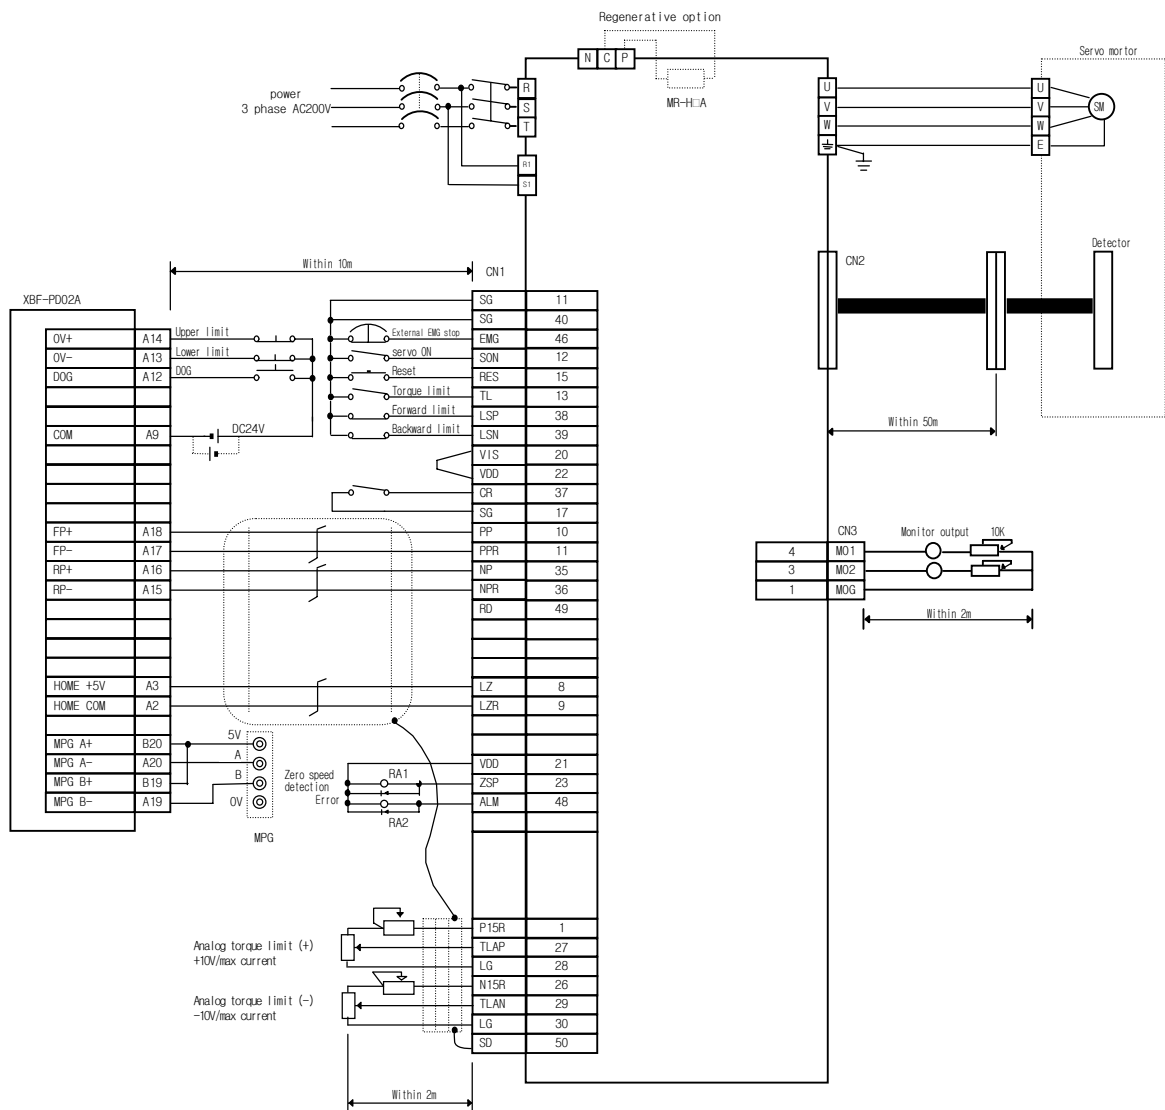 Regenerative option
N C P
Servo mortor
power
3 phase AC200V
R
S
T
R1
S1
MR-H□A
U
V
W
U
V
W
E
SM
Within 10m
CN1
CN2
Detector
XBF-PD02A
SG 11
SG 40
OV+ A14 Upper limit External EMG stop EMG 46
OV- A13 Lower limit servo ON SON 12
DOG A12 DOG Reset RES 15
Torque limit TL 13
Forward limit LSP 38
COM A9 DC24V Backward limit LSN 39
Within 50m
VIS 20
VDD 22
CR 37
SG 17
FP+ A18 PP 10
FP- A17 PPR 11
RP+ A16 NP 35
RP- A15 NPR 36
RD 49
CN3 Monitor output 10K
4 MO1
3 MO2
1 MOG
Within 2m
HOME +5V A3 LZ 8
HOME COM A2 LZR 9
MPG A+ B20 5V
MPG A- A20 A VDD 21
MPG B+ B19 B Zero speed detection RA1 ZSP 23
MPG B- A19 0V Error ALM 48
RA2
MPG
P15R 1
Analog torque limit (+) TLAP 27
+10V/max current
LG 28
N15R 26
Analog torque limit (-) TLAN 29
-10V/max current
LG 30
SD 50
Within 2m